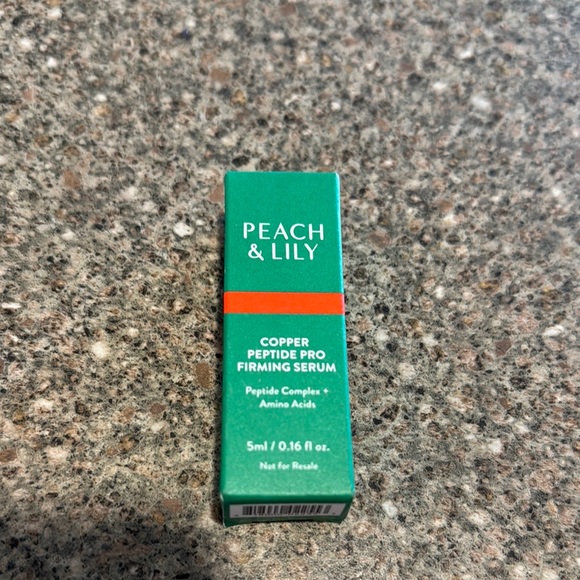 PEACH
& LILY
COPPER
PEPTIDE PRO
FIRMING SERUM
Peptide Complex +
Amino Acids
5ml / 0.16 fl oz.
Not for Resale